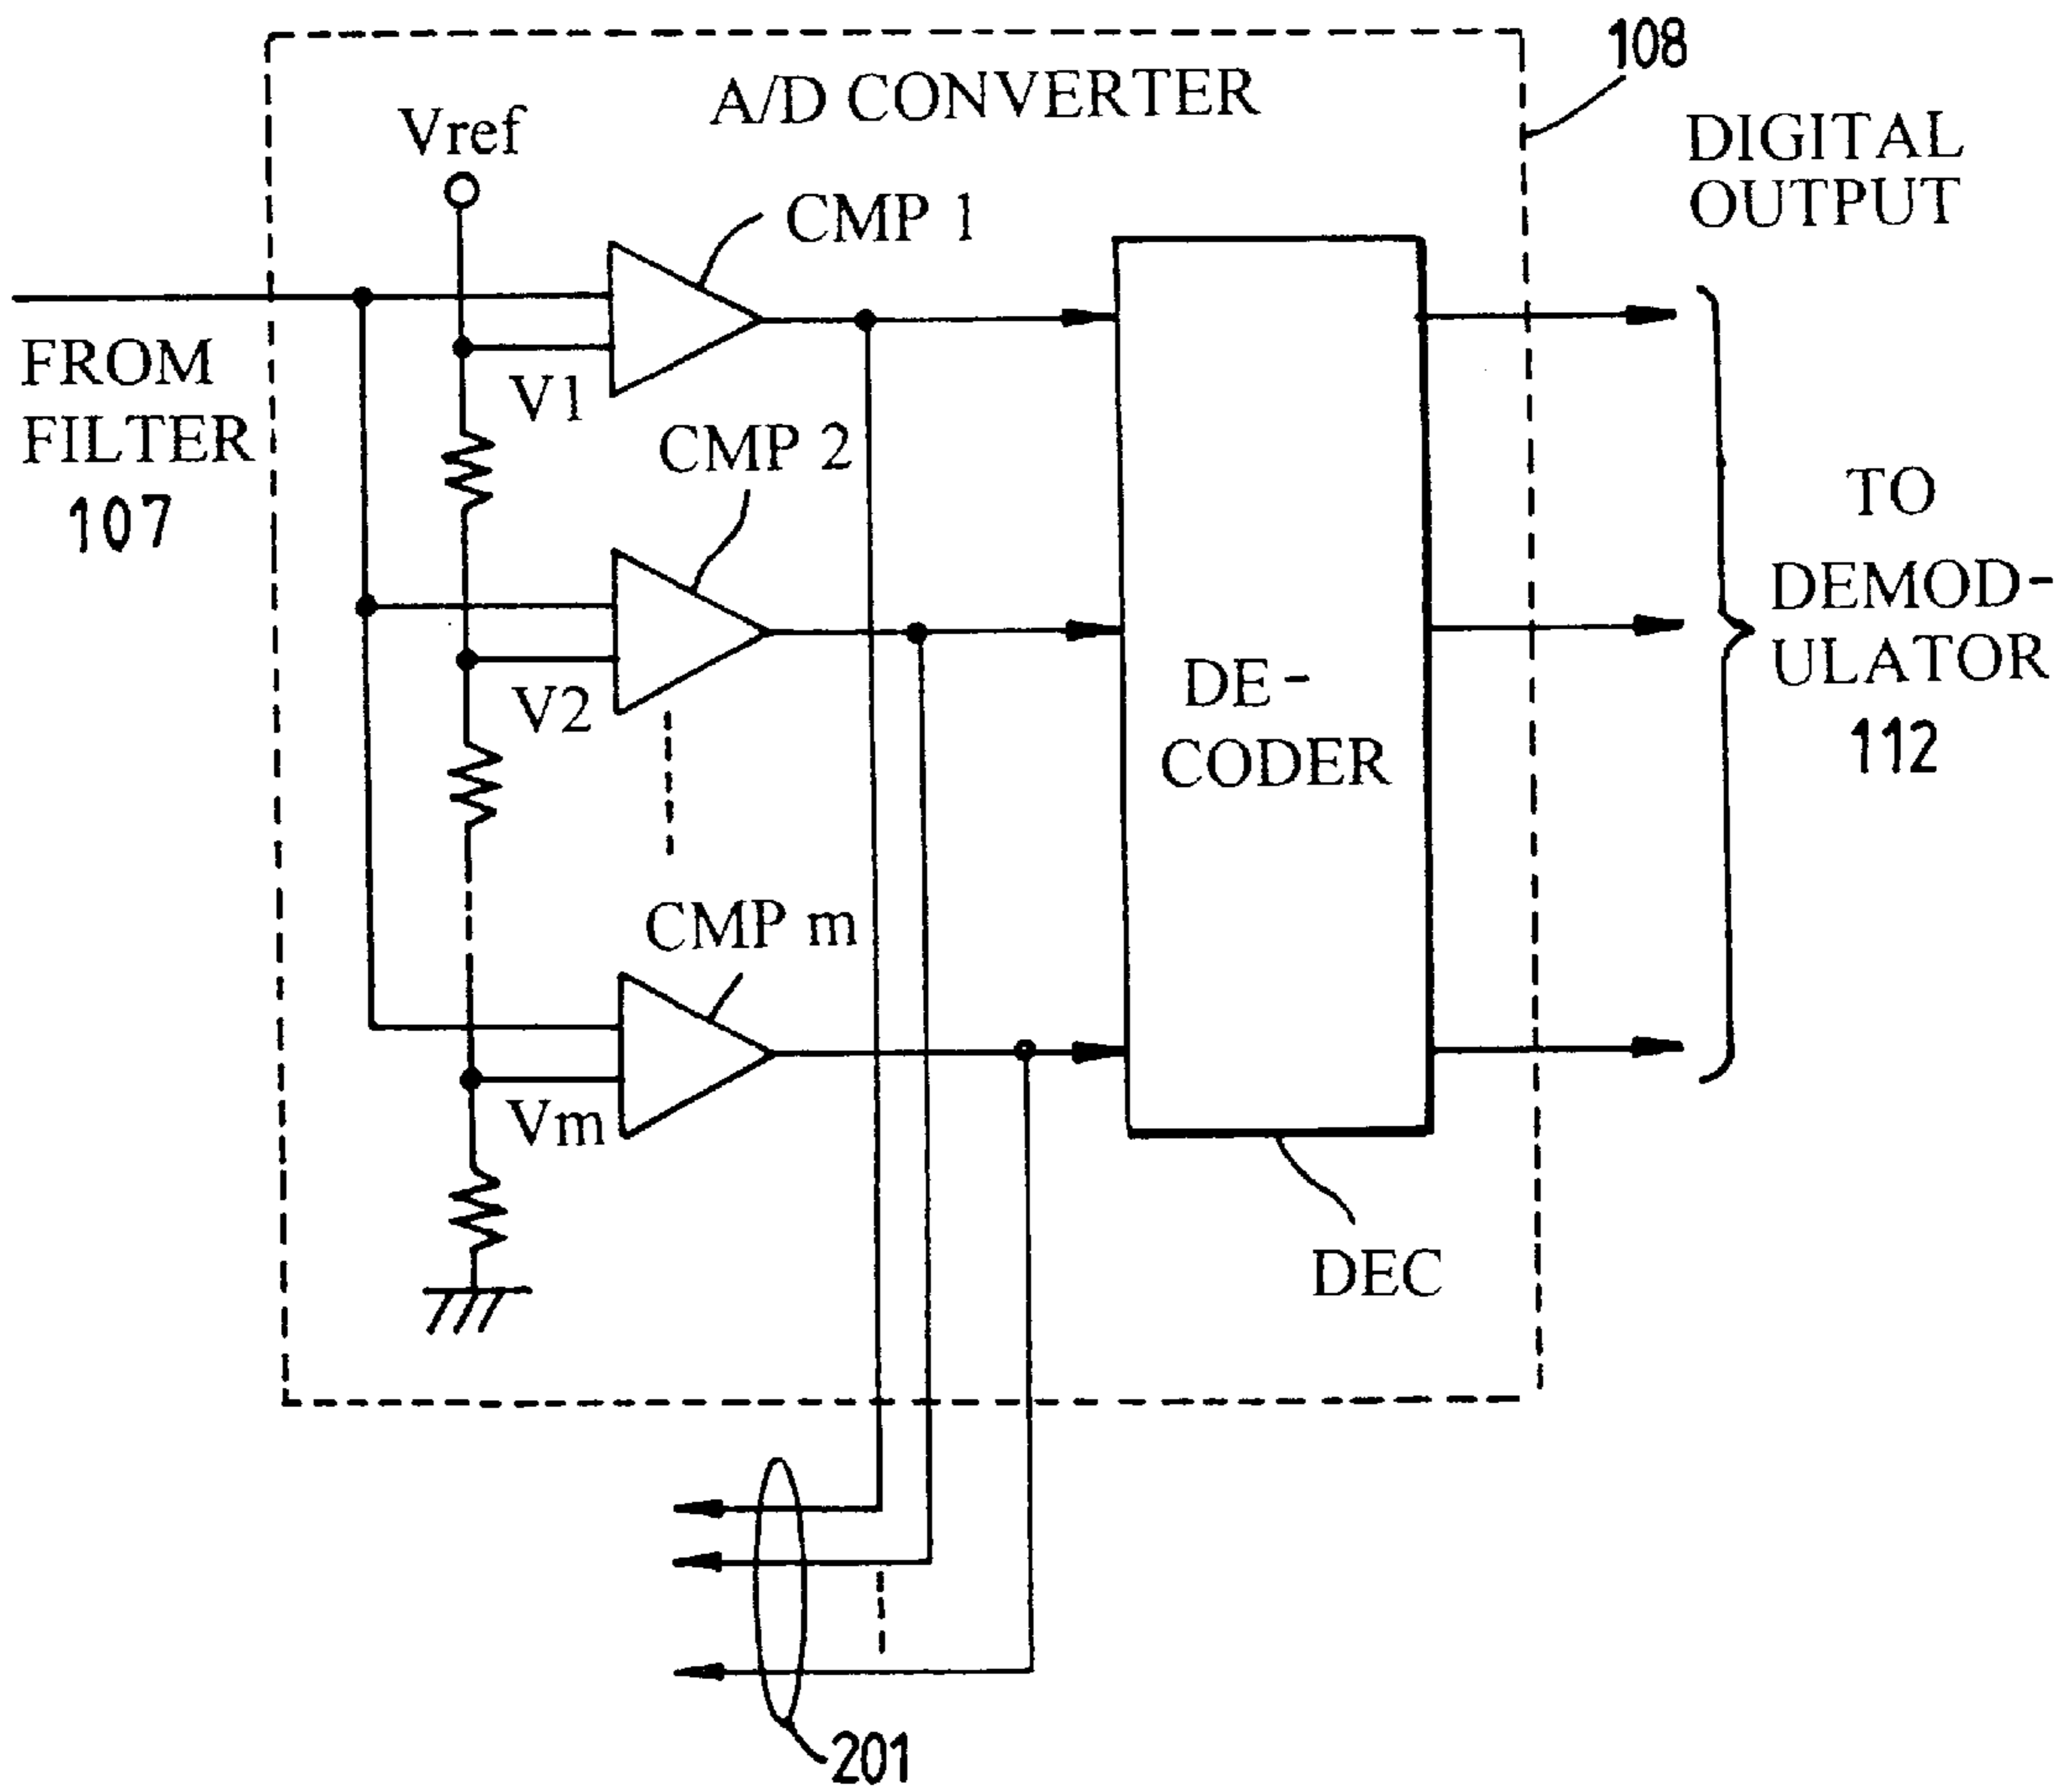 108
A/D CONVERTER
Vref
DIGITAL
OUTPUT
CMP 1
FROM
FILTER
107
V1
CMP 2
TO
DEMOD-
ULATOR
112
V2
DE-
CODER
CMP m
Vm
DEC
201